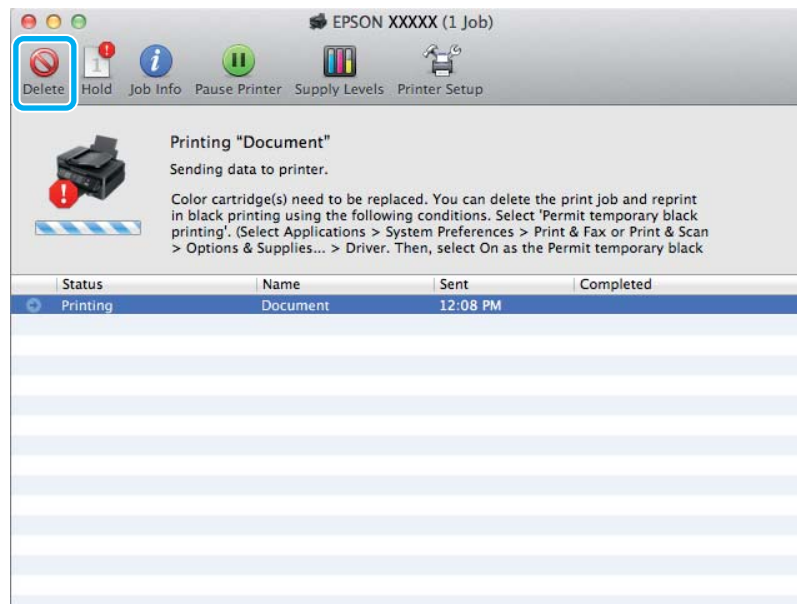 EPSON XXXXX (1 Job)
1
Delete Hold Job Info Pause Printer Supply Levels Printer Setup
Printing “Document”
Sending data to printer.
Color cartridge(s) need to be replaced. You can delete the print job and reprint
in black printing using the following conditions. Select 'Permit temporary black
printing'. (Select Applications > System Preferences > Print & Fax or Print & Scan
> Options & Supplies... > Driver. Then, select On as the Permit temporary black
Status Name Sent Completed
Printing Document 12:08 PM